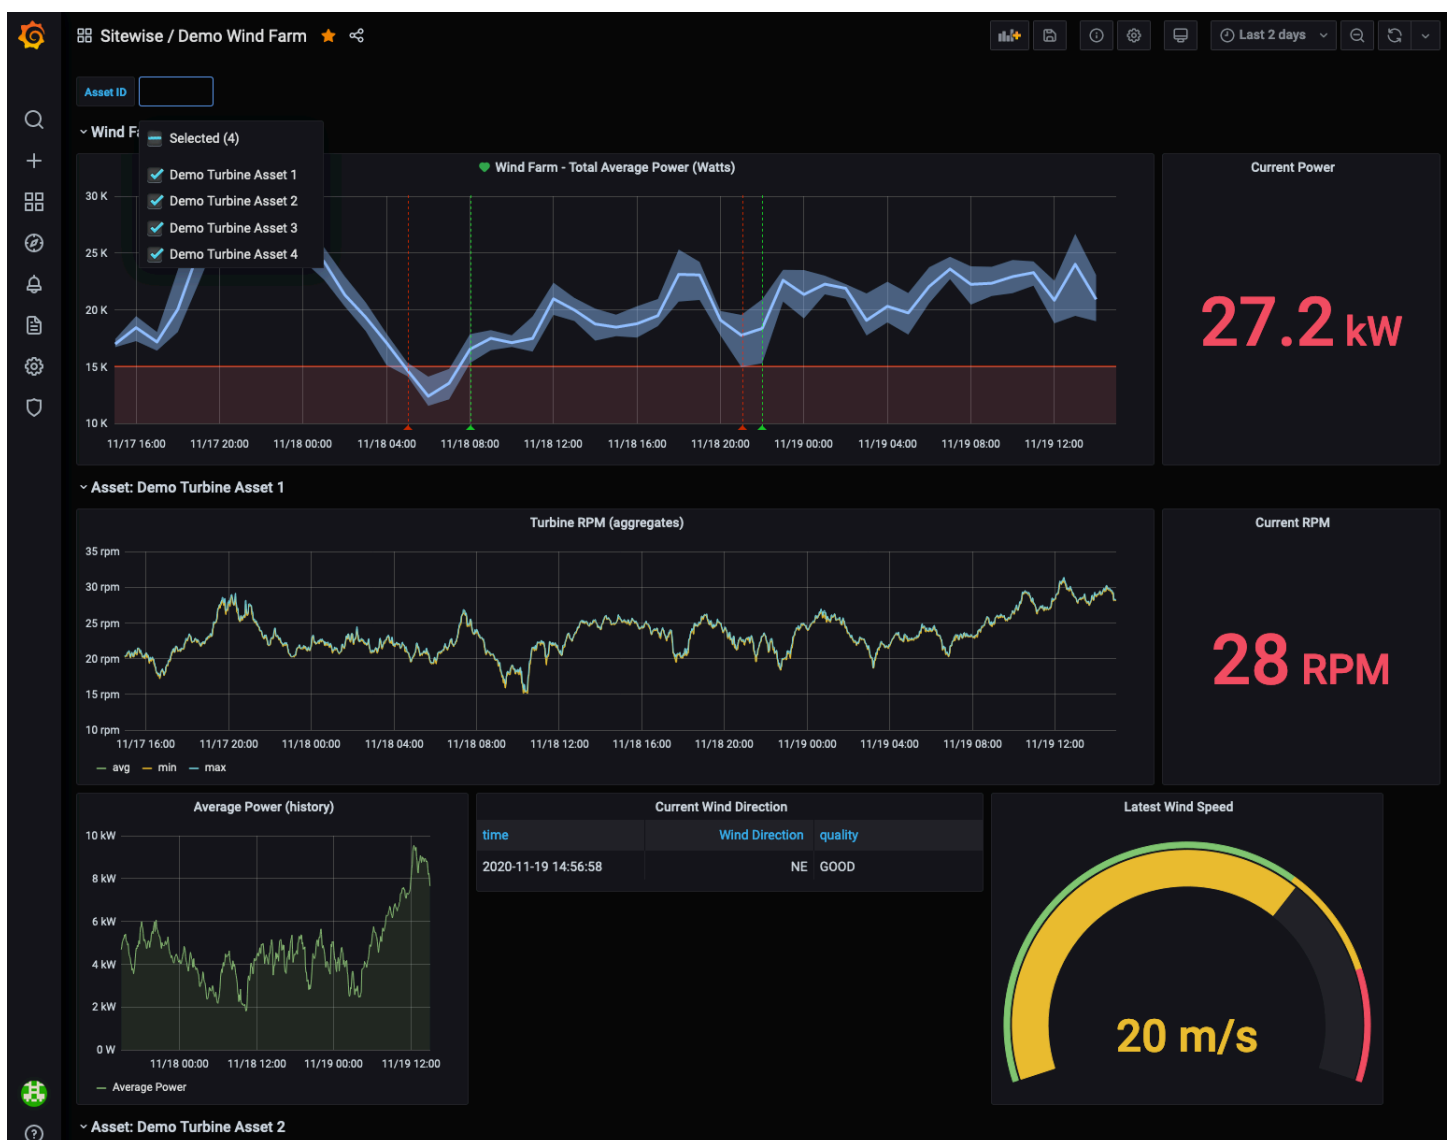 Sitewise / Demo Wind Farm
Last 2 days
Asset ID
Selected (4)
Demo Turbine Asset 1
Demo Turbine Asset 2
Demo Turbine Asset 3
Demo Turbine Asset 4
Wind Fa
Wind Farm - Total Average Power (Watts)
30 K
25 K
20 K
15 K
10 K
11/17 16:00 11/17 20:00 11/18 00:00 11/18 04:00 11/18 08:00 11/18 12:00 11/18 16:00 11/18 20:00 11/19 00:00 11/19 04:00 11/19 08:00 11/19 12:00
Current Power
27.2 kW
Asset: Demo Turbine Asset 1
Turbine RPM (aggregates)
35 rpm
30 rpm
25 rpm
20 rpm
15 rpm
10 rpm
11/17 16:00 11/17 20:00 11/18 00:00 11/18 04:00 11/18 08:00 11/18 12:00 11/18 16:00 11/18 20:00 11/19 00:00 11/19 04:00 11/19 08:00 11/19 12:00
avg min max
Current RPM
28 RPM
Average Power (history)
10 kW
8 kW
6 kW
4 kW
2 kW
0 W
11/18 00:00 11/18 12:00 11/19 00:00 11/19 12:00
Average Power
Current Wind Direction
time Wind Direction quality
2020-11-19 14:56:58 NE GOOD
Latest Wind Speed
20 m/s
Asset: Demo Turbine Asset 2